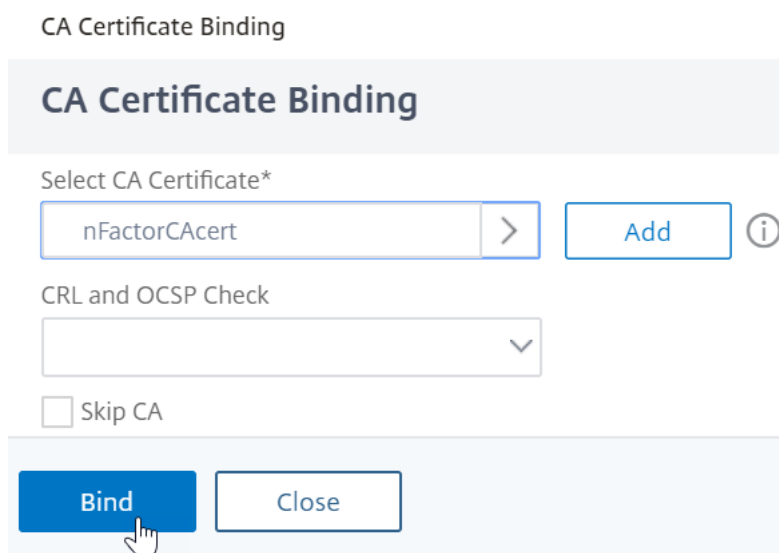 CA Certificate Binding
CA Certificate Binding
Select CA Certificate*
nFactorCAcert
Add
CRL and OCSP Check
Skip CA
Bind
Close